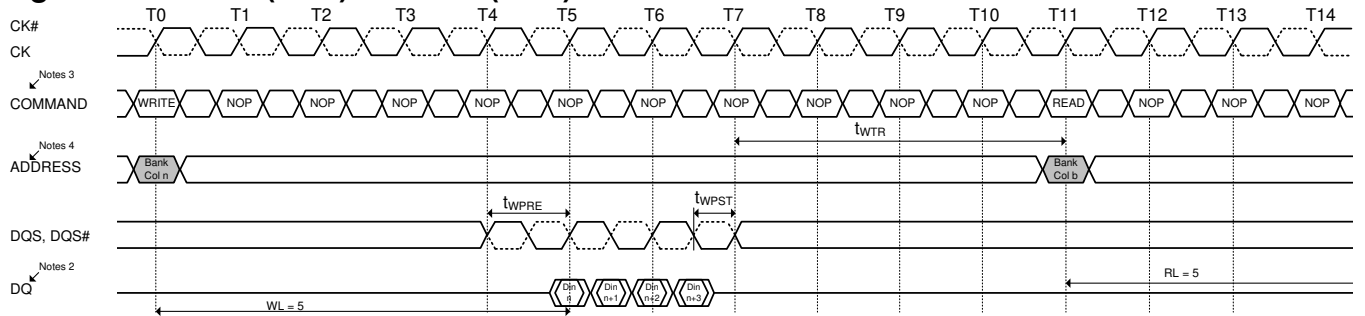 T0 T1 T2 T3 T4 T5 T6 T7 T8 T9 T10 T11 T12 T13 T14
CK#
CK
Notes 3
COMMAND WRITE NOP NOP NOP NOP NOP NOP NOP NOP NOP NOP READ NOP NOP NOP
tWTR
Notes 4
ADDRESS
Bank Bank
Col n Col b
tWPRE tWPST
DQS, DQS#
Notes 2
DQ
Din Din Din Din
n n+1 n+2 n+3
RL = 5
WL = 5